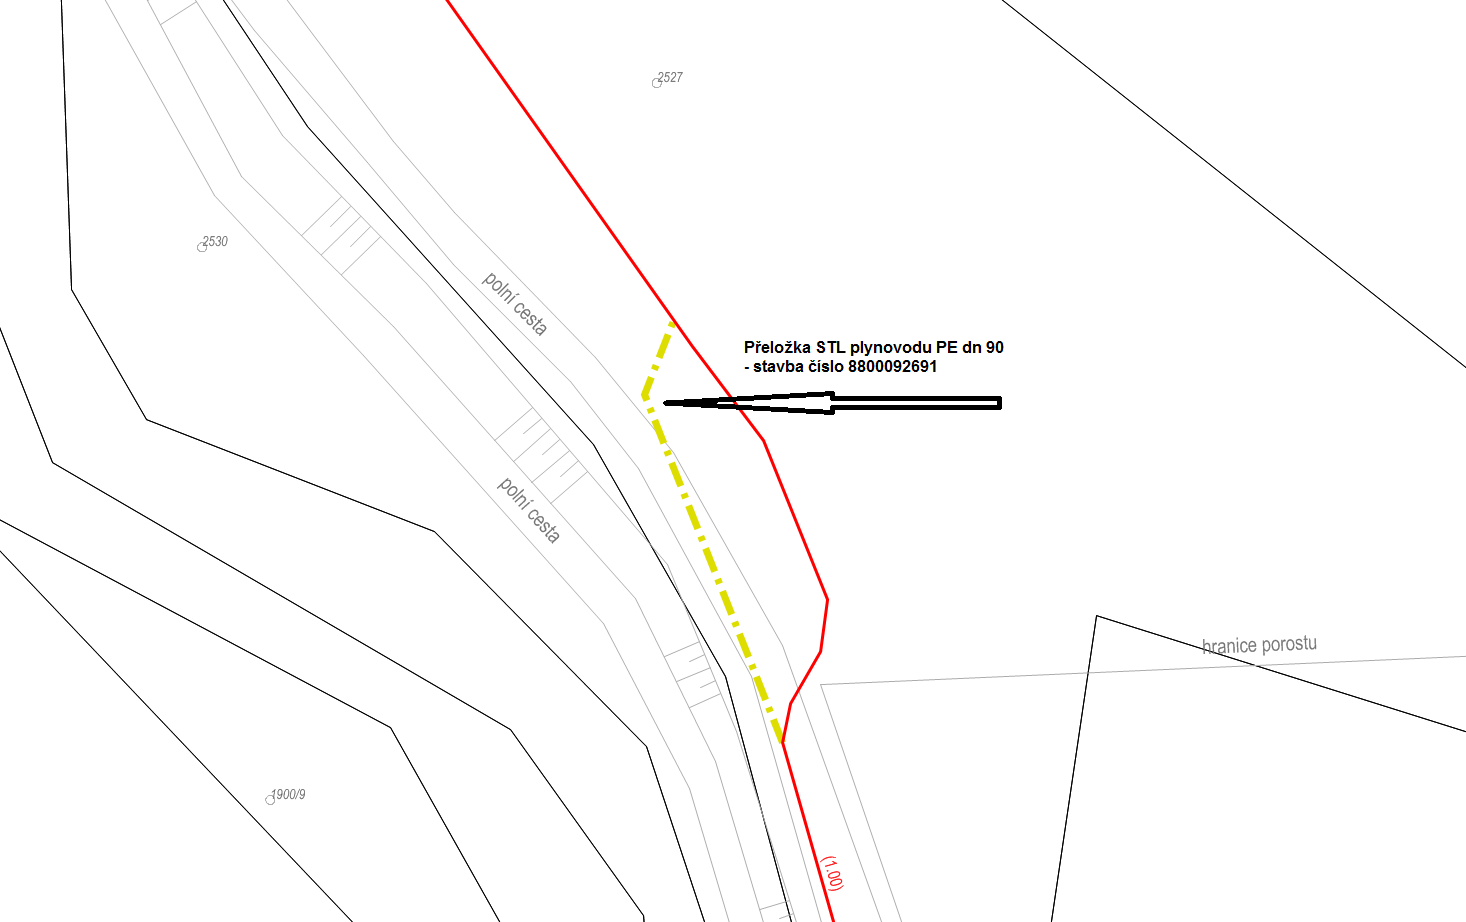 2527
2530
polní cesta
Přeložka STL plynovodu PE dn 90
- stavba číslo 8800092691
polní cesta
hranice porostu
1900/9
(1.00)